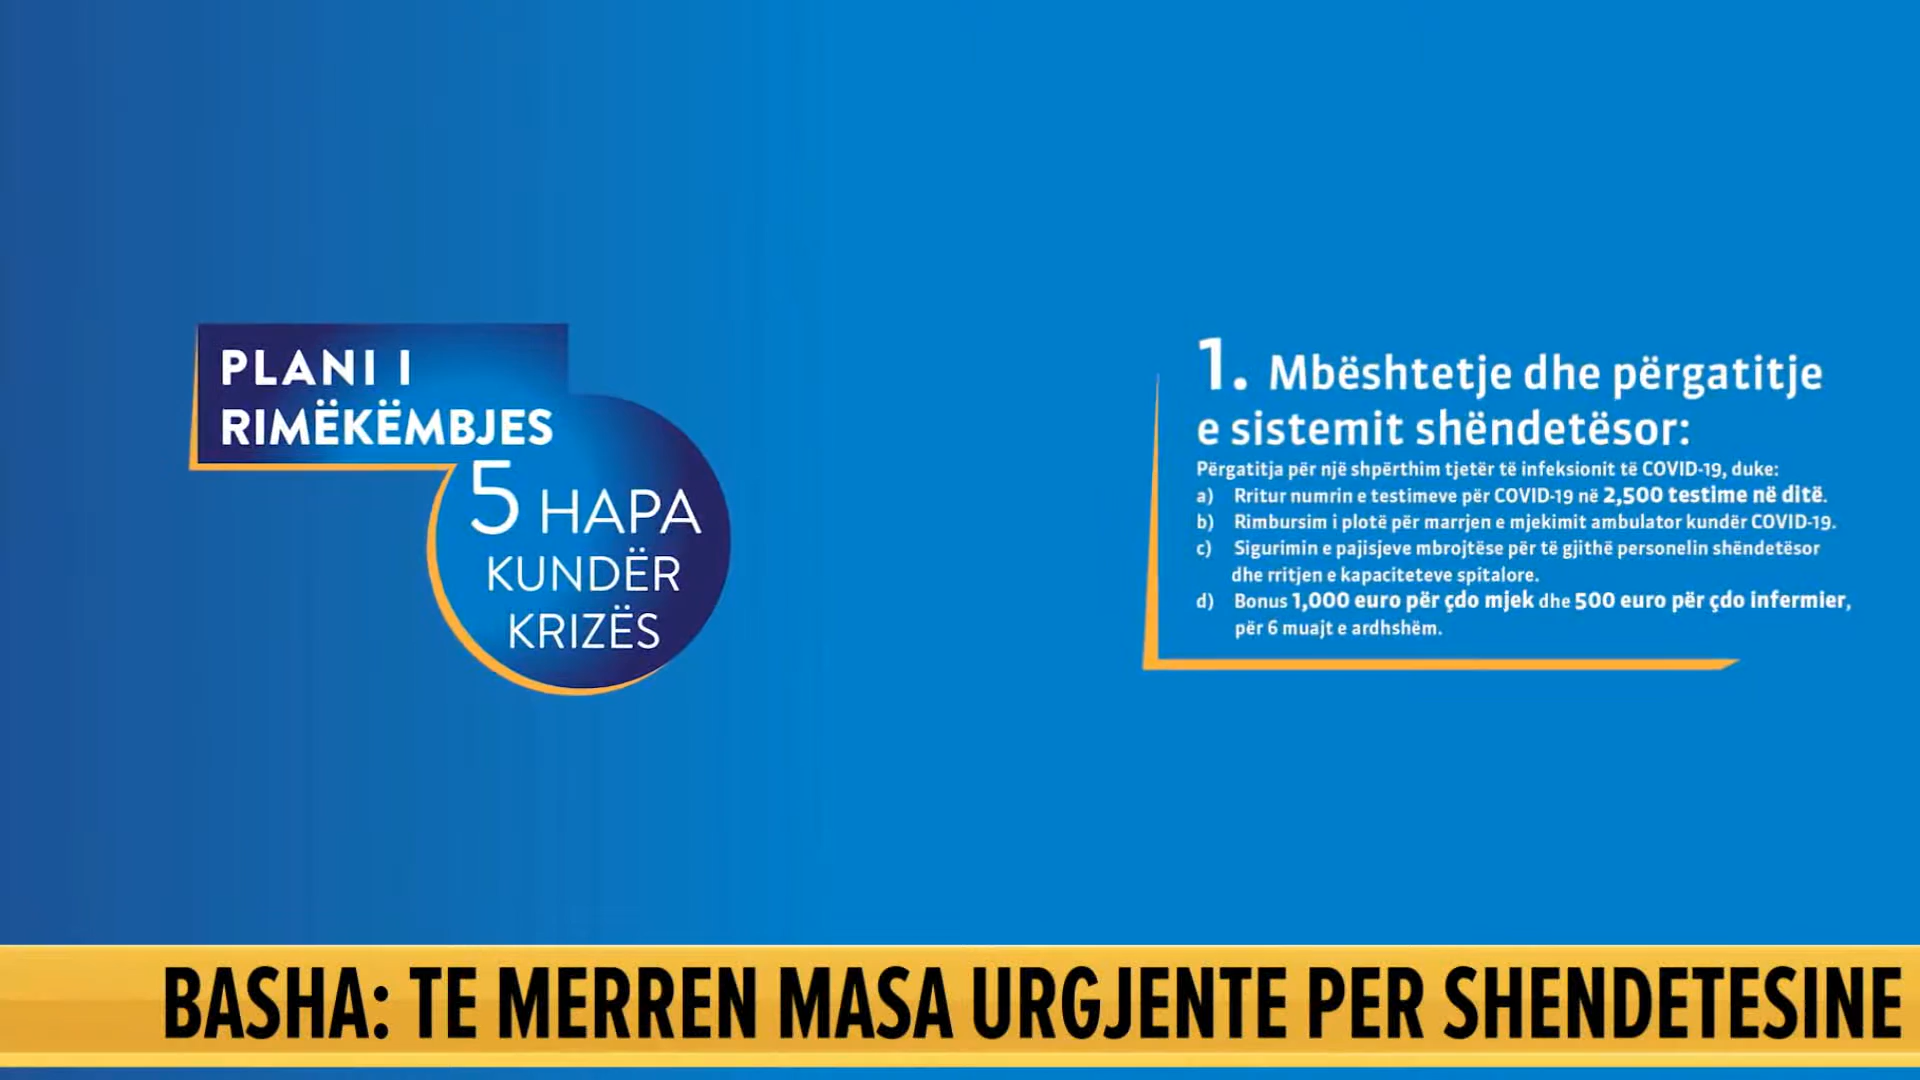 PLANI I
RIMËKËMBJES
5 HAPA
KUNDËR
KRIZËS
1. Mbështetje dhe përgatitje
e sistemit shëndetësor:
Përgatitja për një shpërthim tjetër të infeksionit të COVID-19, duke:
a) Rritur numrin e testimeve për COVID-19 në 2,500 testime në ditë.
b) Rimbursim i plotë për marrjen e mjekimit ambulator kundër COVID-19.
c) Sigurimin e pajisjeve mbrojtëse për të gjithë personelin shëndetësor
dhe rritjen e kapaciteteve spitalore.
d) Bonus 1,000 euro për çdo mjek dhe 500 euro për çdo infermier,
për 6 muajt e ardhshëm.
BASHA: TE MERREN MASA URGJENTE PER SHENDETESINE